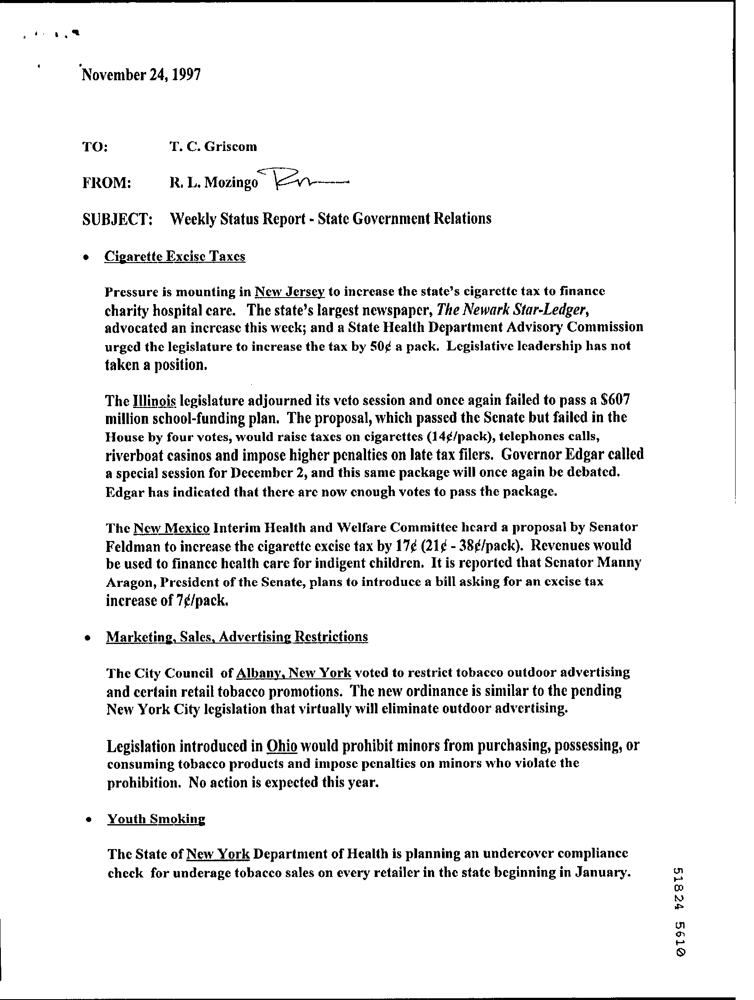 November 24, 1997
TO: T. C. Griscom
FROM: R. L. Mozingo
SUBJECT: Weekly Status Report - State Government Relations
• Cigarette Excise Taxes
Pressure is mounting in New Jersey to increase the state's cigarette tax to finance
charity hospital care. The state's largest newspaper, The Newark Star-Ledger,
advocated an increase this week; and a State Health Department Advisory Commission
urged the legislature to increase the tax by 50¢ a pack. Legislative leadership has not
taken a position.
The Illinois legislature adjourned its veto session and once again failed to pass a $607
million school-funding plan. The proposal, which passed the Senate but failed in the
House by four votes, would raise taxes on cigarettes (14¢/pack), telephones calls,
riverboat casinos and impose higher penalties on late tax filers. Governor Edgar called
a special session for December 2, and this same package will once again be debated.
Edgar has indicated that there are now enough votes to pass the package.
The New Mexico Interim Health and Welfare Committee heard a proposal by Senator
Feldman to increase the cigarette excise tax by 17¢ (21¢ - 38¢/pack). Revenues would
be used to finance health care for indigent children. It is reported that Senator Manny
Aragon, President of the Senate, plans to introduce a bill asking for an excise tax
increase of 7¢/pack.
• Marketing, Sales, Advertising Restrictions
The City Council of Albany, New York voted to restrict tobacco outdoor advertising
and certain retail tobacco promotions. The new ordinance is similar to the pending
New York City legislation that virtually will eliminate outdoor advertising.
Legislation introduced in Ohio would prohibit minors from purchasing, possessing, or
consuming tobacco products and impose penalties on minors who violate the
prohibition. No action is expected this year.
• Youth Smoking
The State of New York Department of Health is planning an undercover compliance
check for underage tobacco sales on every retailer in the state beginning in January.
51824 5610